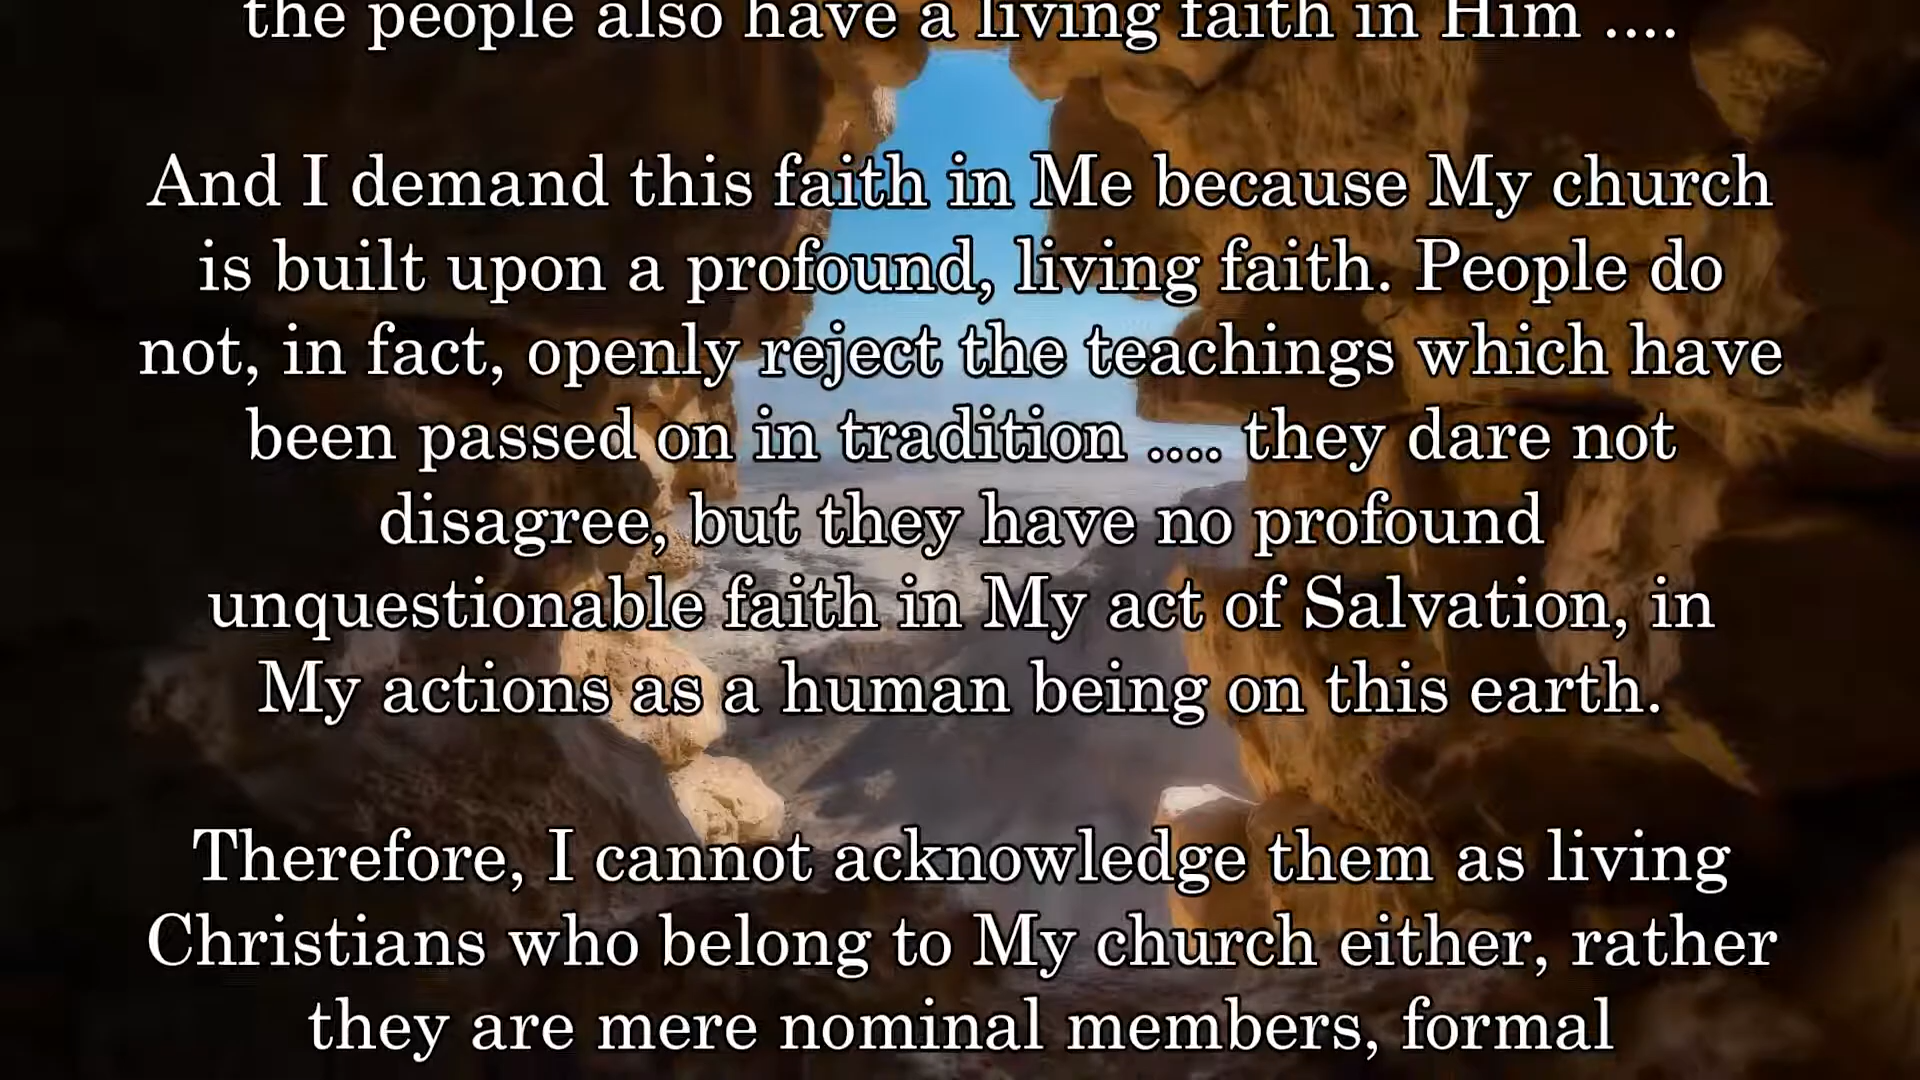 the people also have a living faith in Him ....
And I demand this faith in Me because My church
is built upon a profound, living faith. People do
not, in fact, openly reject the teachings which have
been passed on in tradition .... they dare not
disagree, but they have no profound
unquestionable faith in My act of Salvation, in
My actions as a human being on this earth.
Therefore, I cannot acknowledge them as living
Christians who belong to My church either, rather
they are mere nominal members, formal